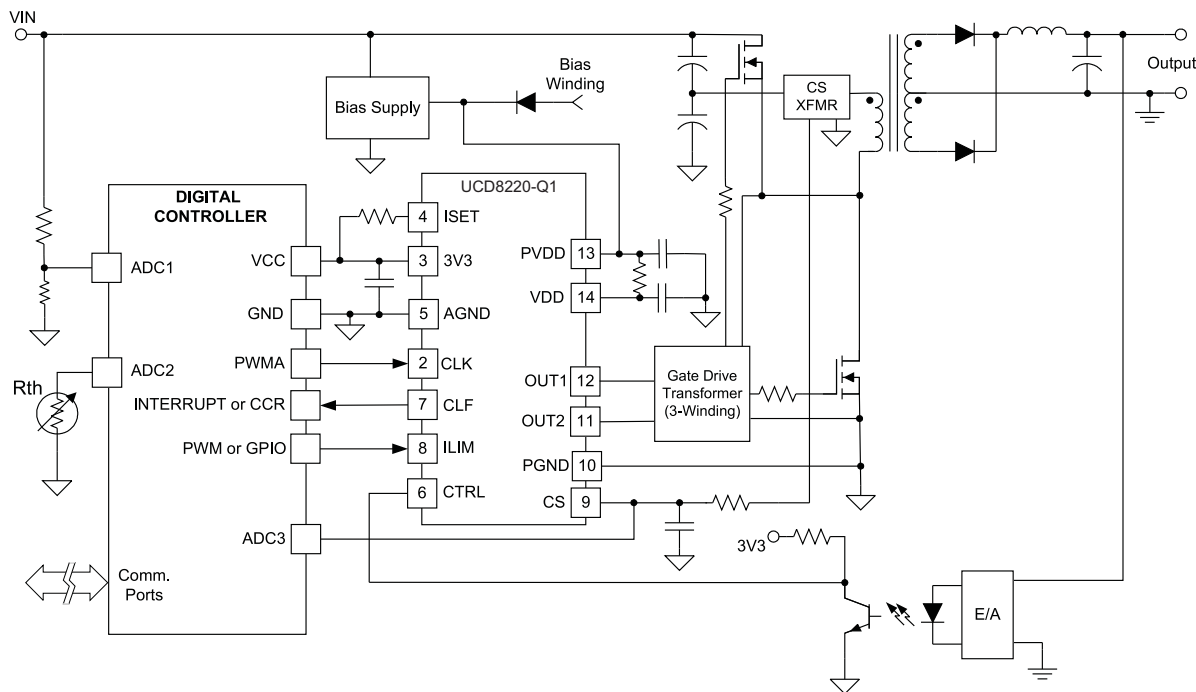 VIN
Bias
Winding
Output
CS
XFMR
Bias Supply
UCD8220-Q1
DIGITAL
CONTROLLER
4 ISET
VCC
3 3V3
PVDD 13
ADC1
VDD 14
GND
5 AGND
PWMA
2 CLK
ADC2
Rth
OUT1 12
Gate Drive
Transformer
(3-Winding)
INTERRUPT or CCR
7 CLF
OUT2 11
PWM or GPIO
8 ILIM
PGND 10
6 CTRL
CS 9
ADC3
3V3
Comm.
Ports
E/A